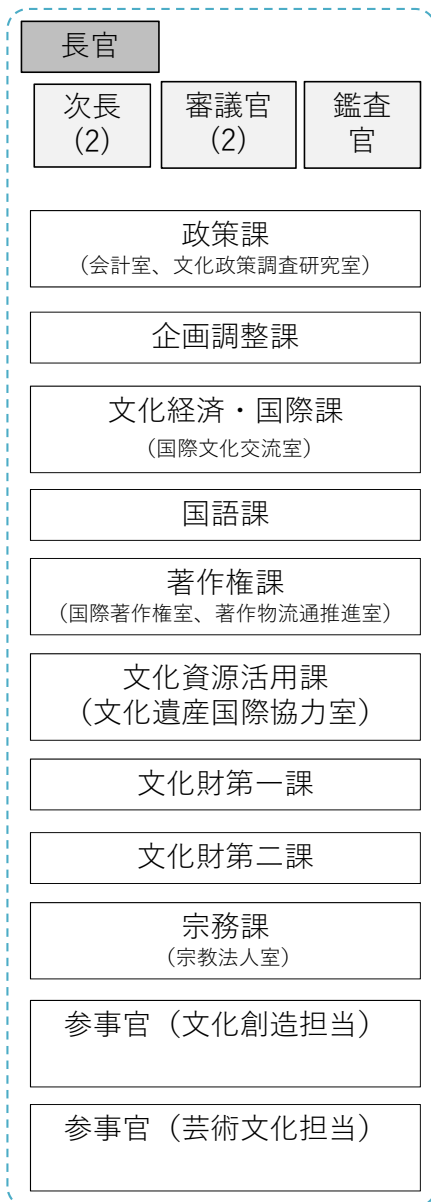 長官
次長
(2)
審議官
(2)
鑑査
官
政策課
（会計室、文化政策調査研究室）
企画調整課
文化経済・国際課
（国際文化交流室）
国語課
著作権課
（国際著作権室、著作物流通推進室）
文化資源活用課
（文化遺産国際協力室）
文化財第一課
文化財第二課
宗務課
（宗教法人室）
参事官（文化創造担当）
参事官（芸術文化担当）